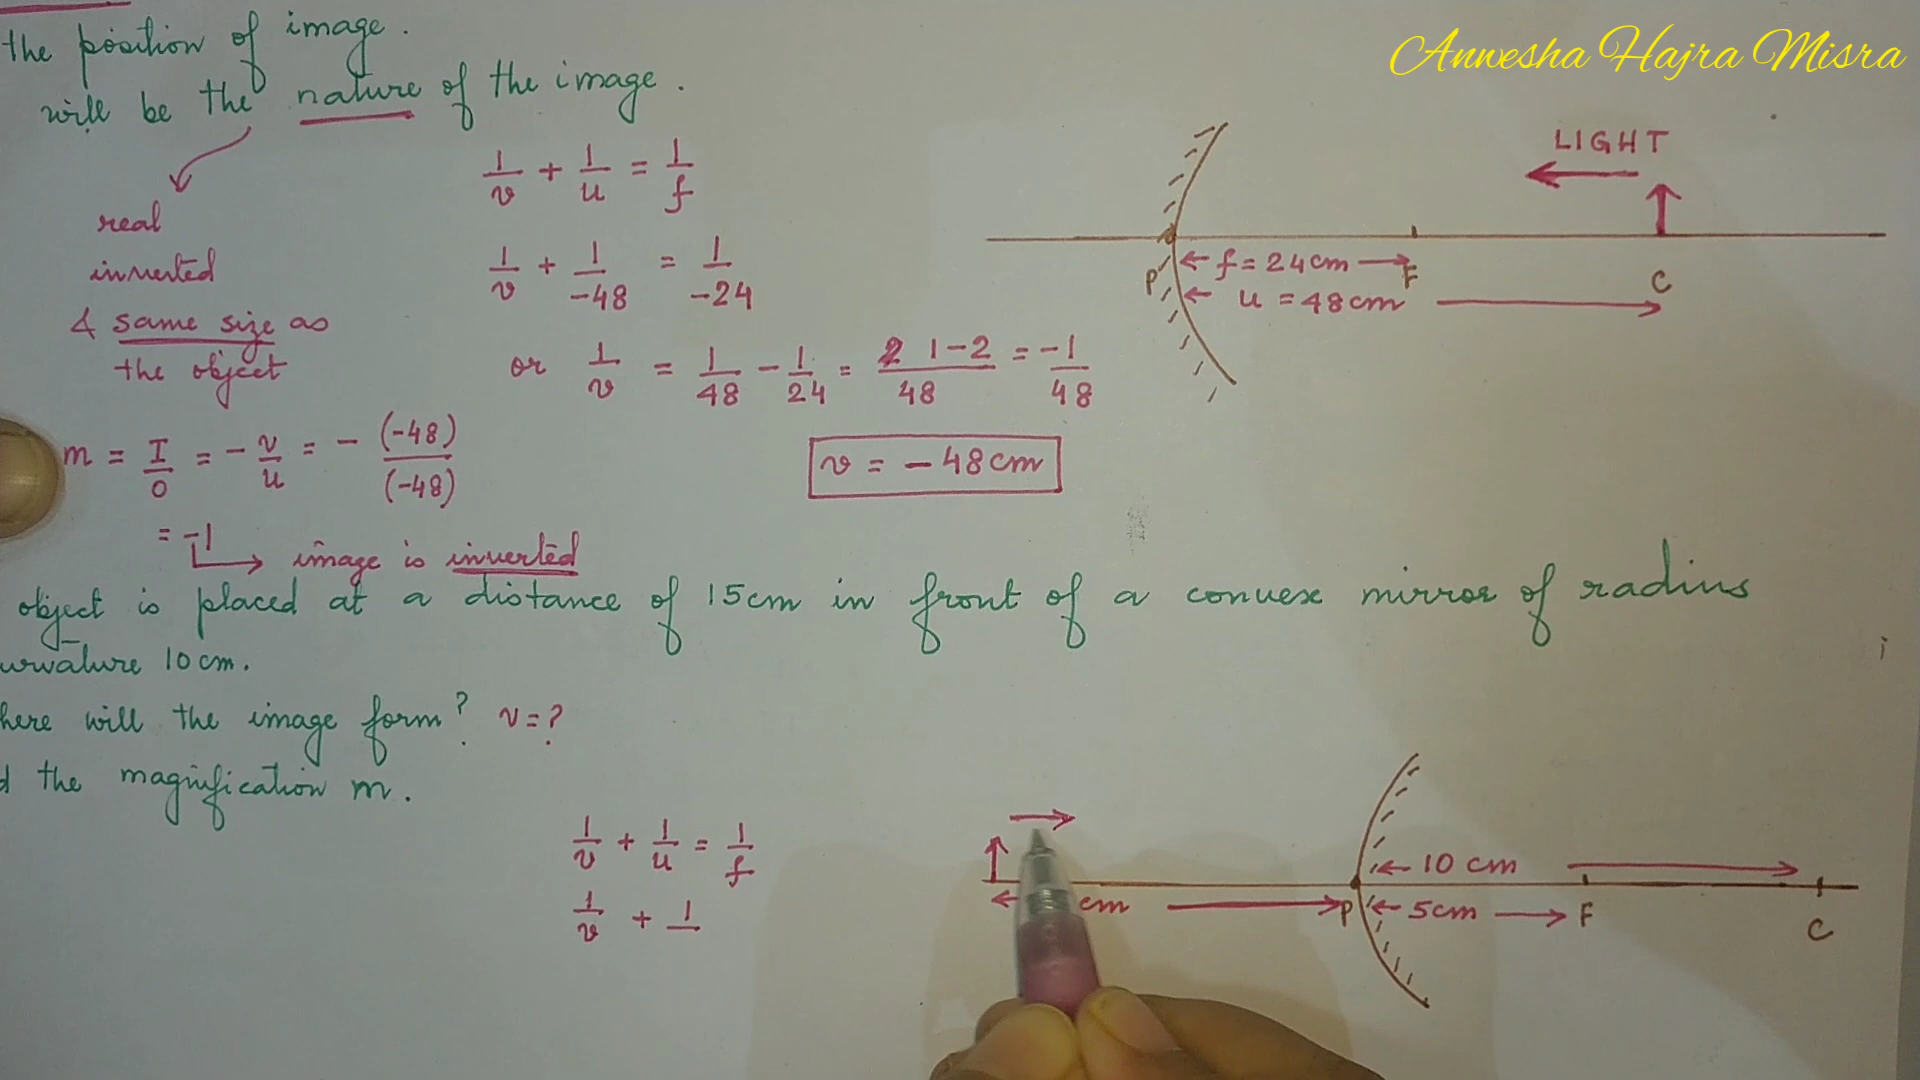 Anwesha Hajra Misra
the position of image.
will be the nature of the image.
real
inverted
& same size as
the object
1/v + 1/u = 1/f
1/v + 1/-48 = 1/-24
or 1/v = 1/48 - 1/24 = 1-2/48 = -1/48
v = -48cm
m = I/O = - v/u = - (-48)/(-48)
= -1
image is inverted
LIGHT
P
f = 24cm
F
u = 48cm
C
object is placed at a distance of 15cm in front of a convex mirror of radius
urvature 10cm.
here will the image form? v=?
d the magnification m.
1/v + 1/u = 1/f
1/v + 1
cm
P
10 cm
5cm
F
C